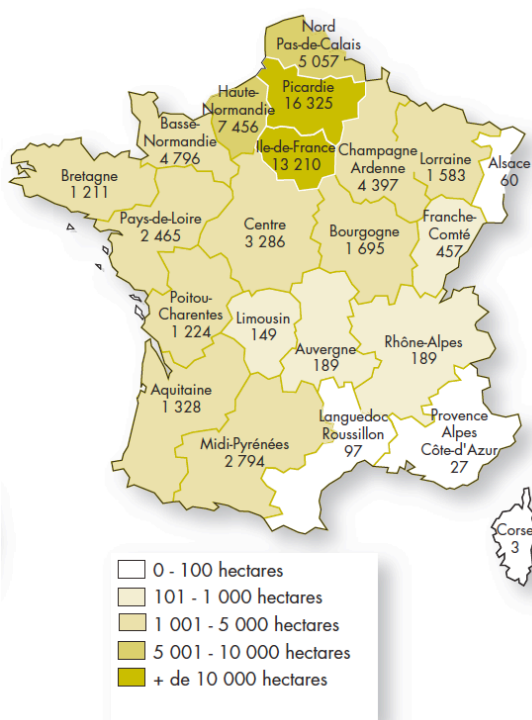 Nord
Pas-de-Calais
5 057
Picardie
16 325
Haute-
Normandie
7 456
Basse-
Normandie
4 796
Ile-de-France
13 210
Champagne
Ardenne
4 397
Lorraine
1 583
Alsace
60
Bretagne
1 211
Pays-de-Loire
2 465
Centre
3 286
Bourgogne
1 695
Franche-
Comté
457
Poitou-
Charentes
1 224
Limousin
149
Auvergne
189
Rhône-Alpes
189
Aquitaine
1 328
Midi-Pyrénées
2 794
Languedoc
Roussillon
97
Provence
Alpes
Côte-d'Azur
27
Corse
3
0 - 100 hectares
101 - 1 000 hectares
1 001 - 5 000 hectares
5 001 - 10 000 hectares
+ de 10 000 hectares